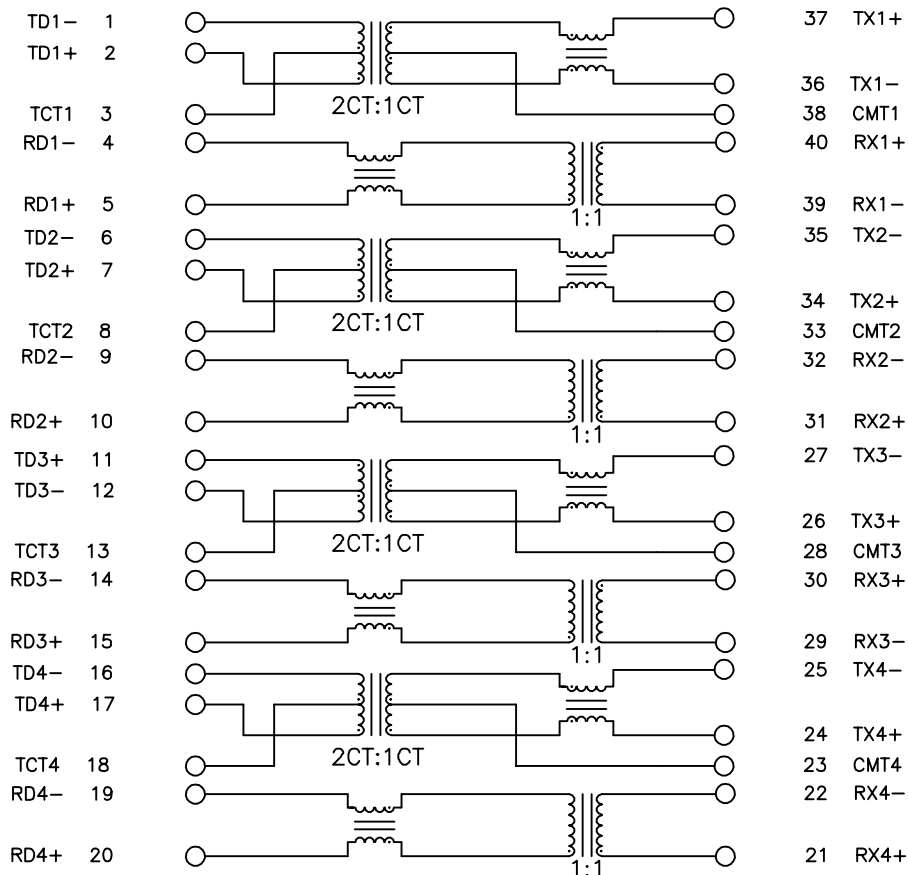 TD1− 1 37 TX1+
TD1+ 2
36 TX1−
2CT:1CT
TCT1 3 38 CMT1
RD1− 4 40 RX1+
RD1+ 5 39 RX1−
1:1
TD2− 6 35 TX2−
TD2+ 7
34 TX2+
2CT:1CT
TCT2 8 33 CMT2
RD2− 9 32 RX2−
RD2+ 10 31 RX2+
1:1
TD3+ 11 27 TX3−
TD3− 12
26 TX3+
2CT:1CT
TCT3 13 28 CMT3
RD3− 14 30 RX3+
RD3+ 15 29 RX3−
1:1
TD4− 16 25 TX4−
TD4+ 17
24 TX4+
2CT:1CT
TCT4 18 23 CMT4
RD4− 19 22 RX4−
RD4+ 20 21 RX4+
1:1